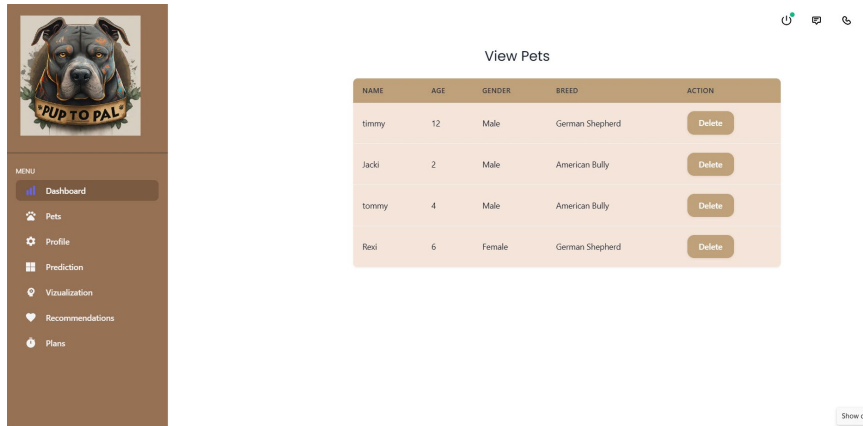 PUP TO PAL
MENU
Dashboard
Pets
Profile
Prediction
Vizualization
Recommendations
Plans
View Pets
NAME AGE GENDER BREED ACTION
timmy 12 Male German Shepherd Delete
Jacki 2 Male American Bully Delete
tommy 4 Male American Bully Delete
Rexi 6 Female German Shepherd Delete
Show